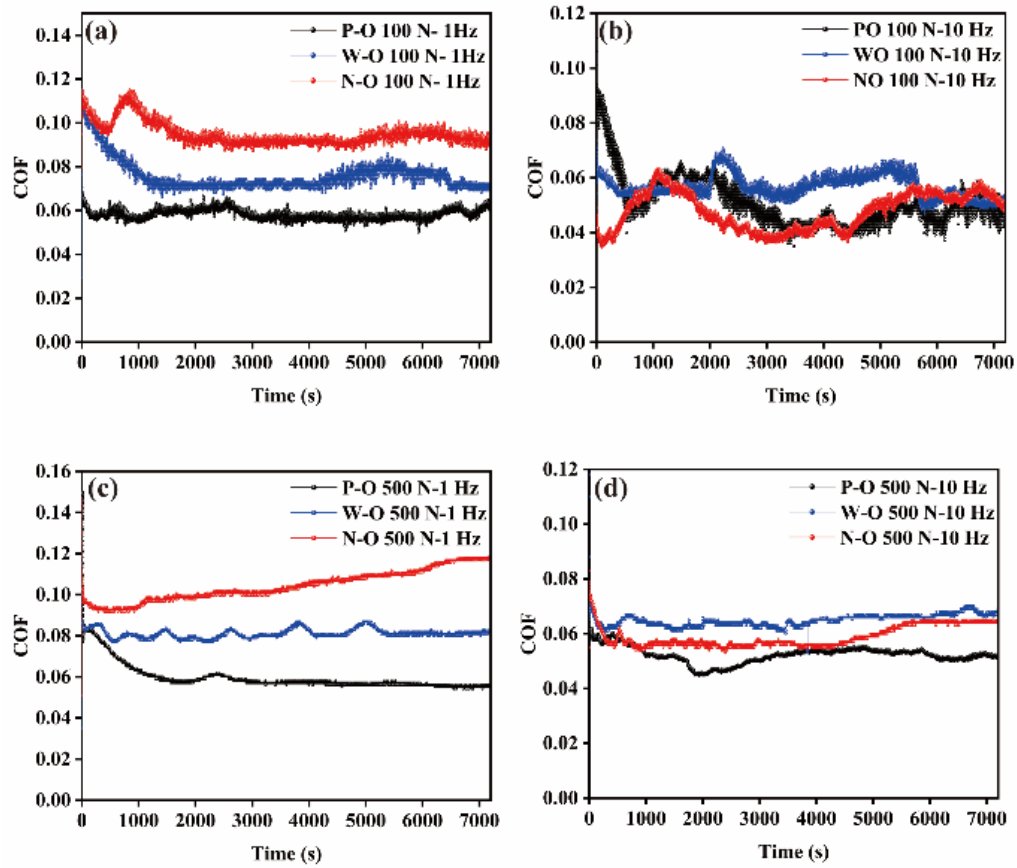 (a)
P-O 100 N- 1Hz
W-O 100 N- 1Hz
N-O 100 N- 1Hz
COF
0.14
0.12
0.10
0.08
0.06
0.04
0.02
0.00
0 1000 2000 3000 4000 5000 6000 7000
Time (s)
(b)
PO 100 N-10 Hz
WO 100 N-10 Hz
NO 100 N-10 Hz
COF
0.12
0.10
0.08
0.06
0.04
0.02
0.00
0 1000 2000 3000 4000 5000 6000 7000
Time (s)
(c)
P-O 500 N-1 Hz
W-O 500 N-1 Hz
N-O 500 N-1 Hz
COF
0.16
0.14
0.12
0.10
0.08
0.06
0.04
0.02
0.00
0 1000 2000 3000 4000 5000 6000 7000
Time (s)
(d)
P-O 500 N-10 Hz
W-O 500 N-10 Hz
N-O 500 N-10 Hz
COF
0.12
0.10
0.08
0.06
0.04
0.02
0.00
0 1000 2000 3000 4000 5000 6000 7000
Time (s)